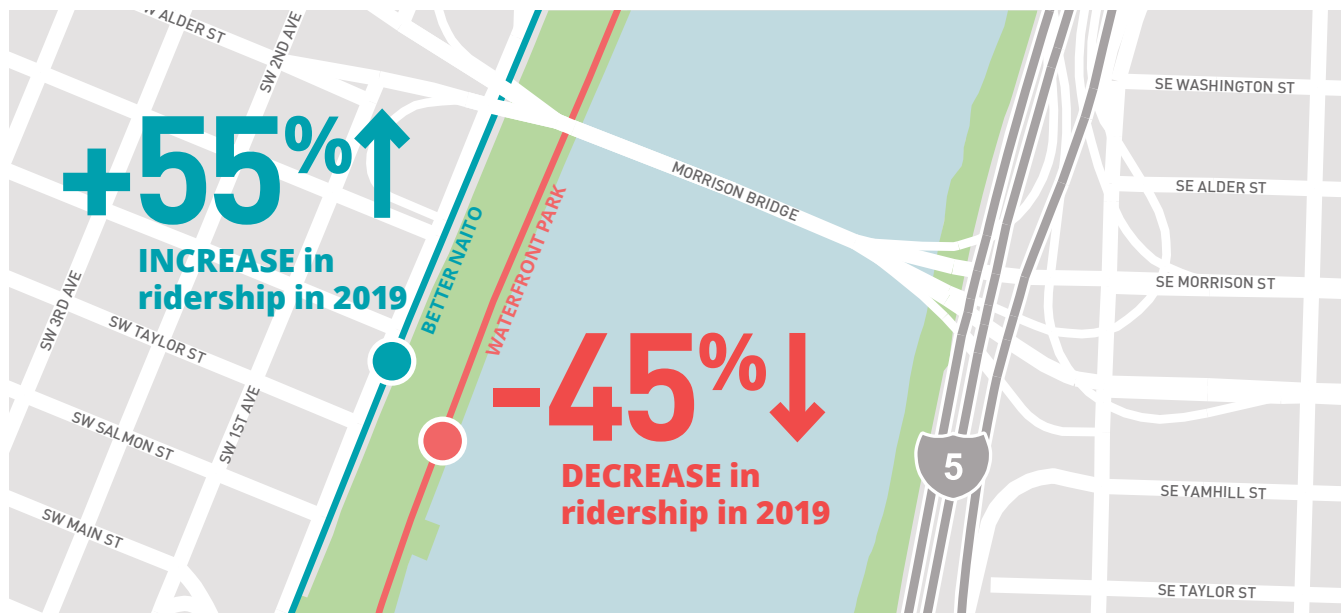 W ALDER ST
SW 2ND AVE
+55%
INCREASE in
ridership in 2019
BETTER NAITO
WATERFRONT PARK
MORRISON BRIDGE
SW 3RD AVE
SW TAYLOR ST
SW 1ST AVE
SW SALMON ST
SW MAIN ST
-45%
DECREASE in
ridership in 2019
5
SE WASHINGTON ST
SE ALDER ST
SE MORRISON ST
SE YAMHILL ST
SE TAYLOR ST